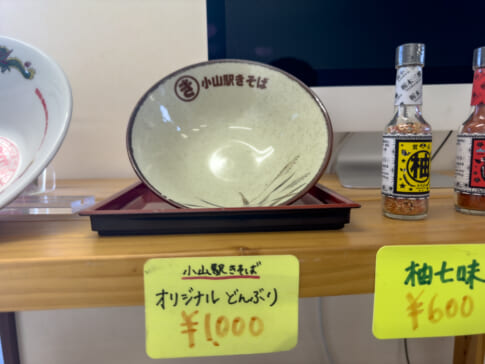 き 小山駅きそば
小山駅きそば
オリジナル どんぶり
¥1,000
柚
柚七味
¥600